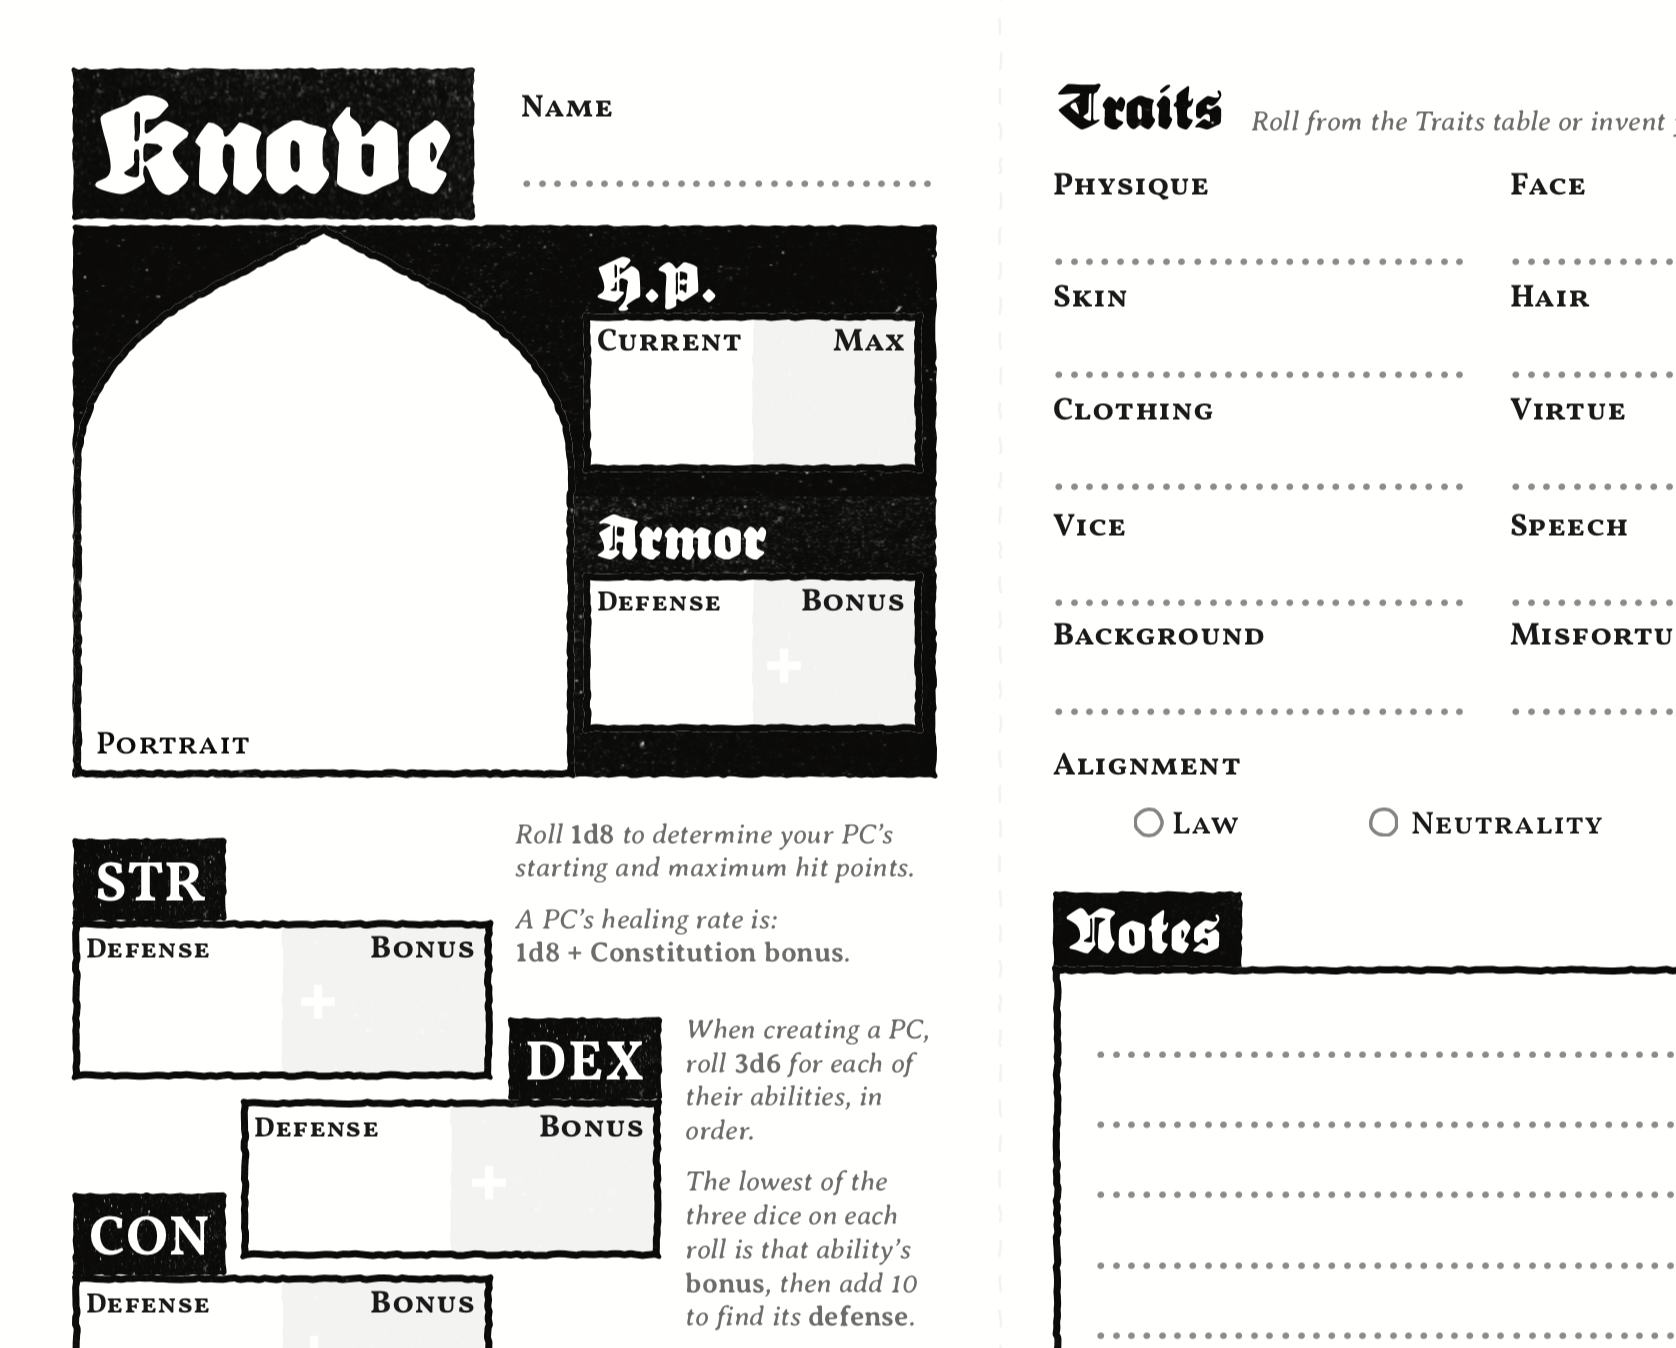 Knave
Name
H.P.
Current Max
Armor
Defense Bonus
+
Portrait
Roll 1d8 to determine your PC's
starting and maximum hit points.
A PC's healing rate is:
1d8 + Constitution bonus.
STR
Defense Bonus
+
DEX
Defense Bonus
+
When creating a PC,
roll 3d6 for each of
their abilities, in
order.
The lowest of the
three dice on each
roll is that ability's
bonus, then add 10
to find its defense.
CON
Defense Bonus
Traits
Roll from the Traits table or invent
Physique Face
Skin Hair
Clothing Virtue
Vice Speech
Background Misfortu
Alignment
Law Neutrality
Notes